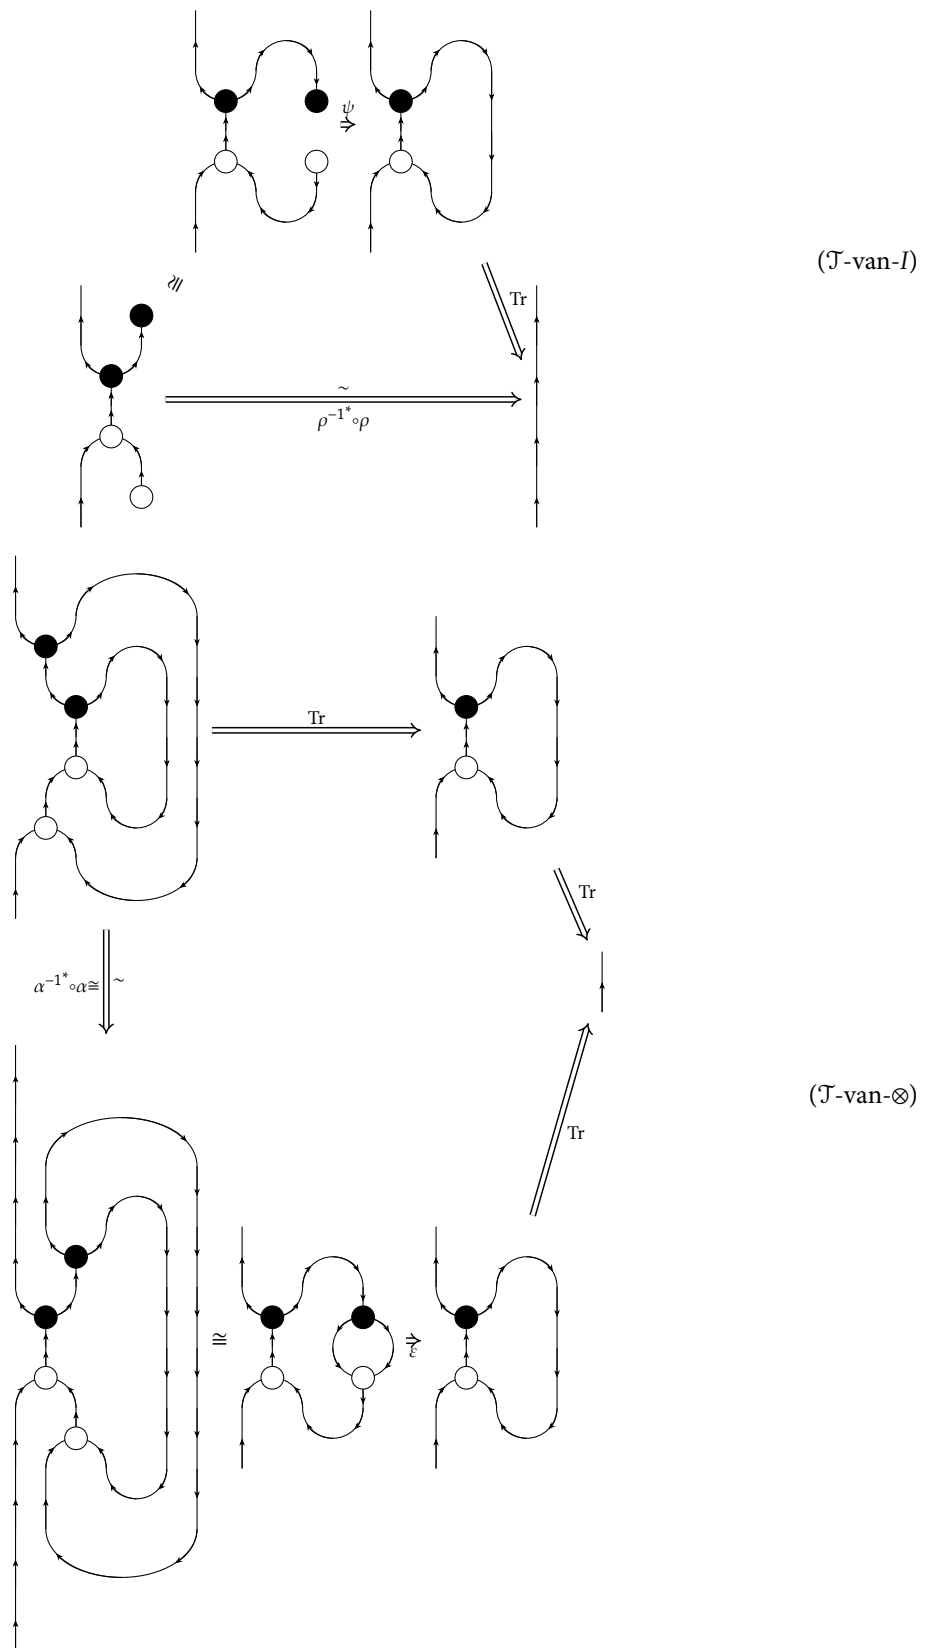 ψ
⇛
(𝒯-van-I)
≅
Tr
~
ρ⁻¹*∘ρ
Tr
Tr
α⁻¹*∘α≅ ~
(𝒯-van-⊗)
Tr
≅
⇛
ε